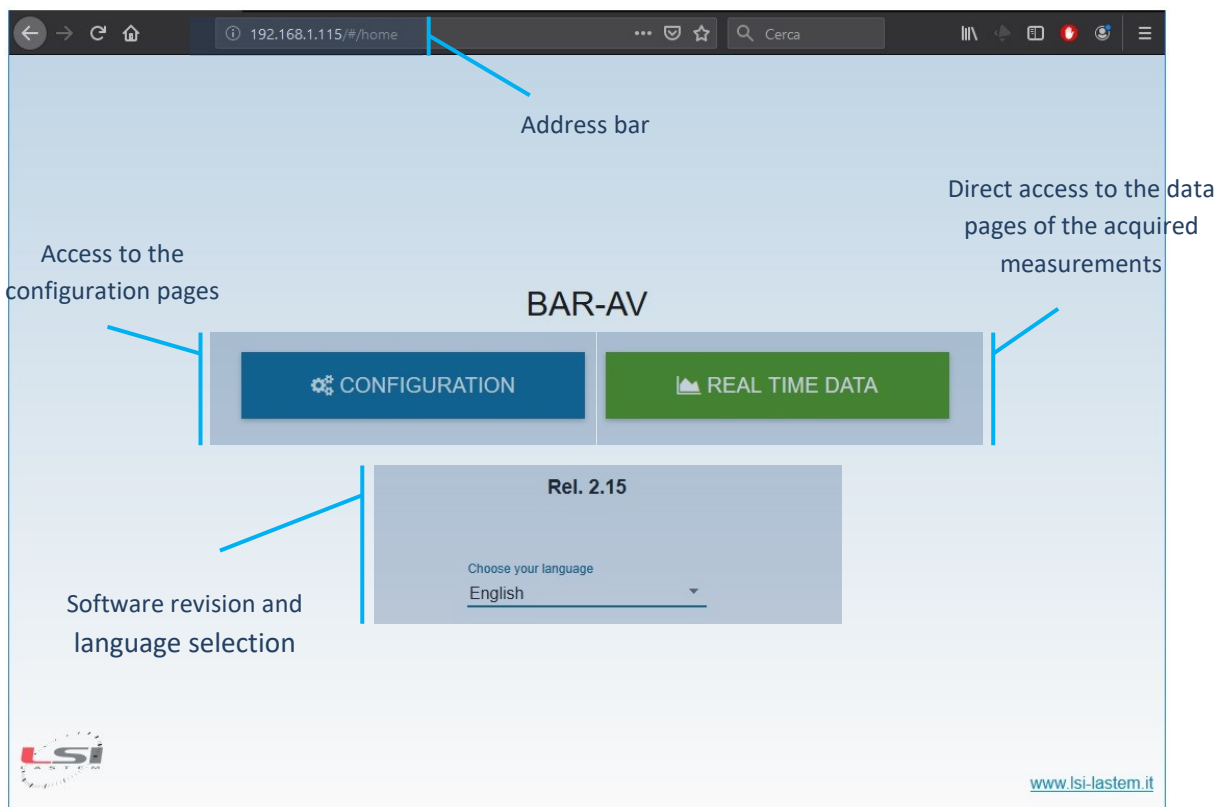 192.168.1.115/#/home
Cerca
Address bar
Direct access to the data
pages of the acquired
measurements
Access to the
configuration pages
BAR-AV
CONFIGURATION
REAL TIME DATA
Rel. 2.15
Choose your language
English
Software revision and
language selection
LSI
LASTEM
www.lsi-lastem.it